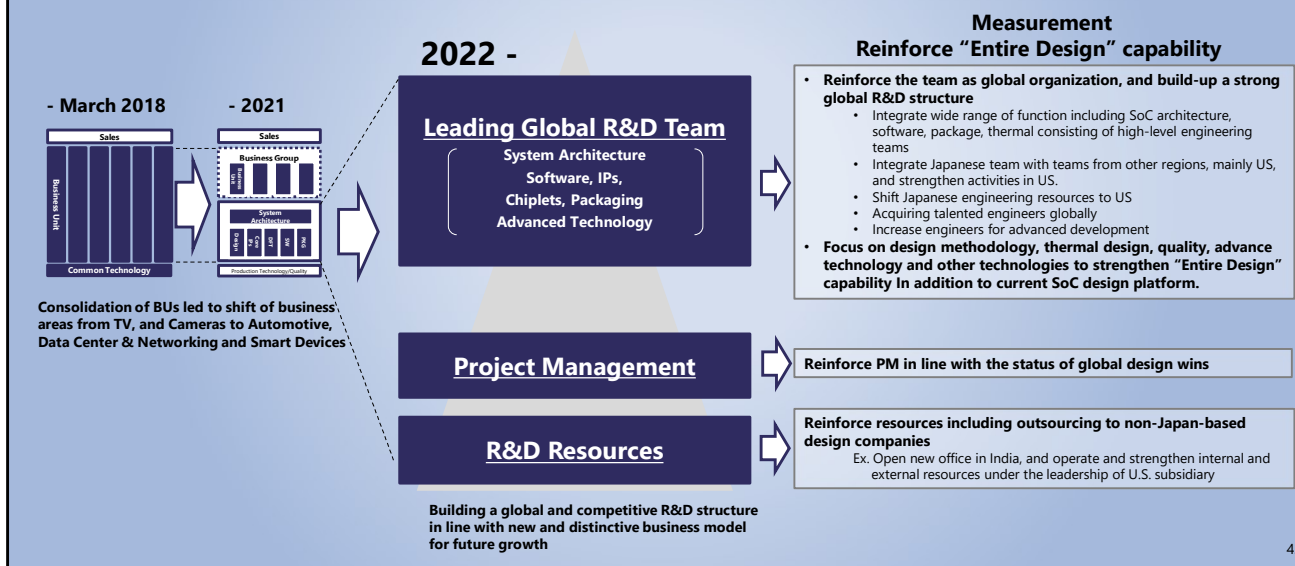 Measurement
Reinforce “Entire Design” capability
2022 -
- March 2018
- 2021
Sales
Business Unit
Common Technology
Sales
Business Group
Business Unit
System
Architecture
Design
Core IPs
DFT
SW
PKG
Production Technology/Quality
Consolidation of BUs led to shift of business
areas from TV, and Cameras to Automotive,
Data Center & Networking and Smart Devices
Leading Global R&D Team
System Architecture
Software, IPs,
Chiplets, Packaging
Advanced Technology
• Reinforce the team as global organization, and build-up a strong
global R&D structure
• Integrate wide range of function including SoC architecture,
software, package, thermal consisting of high-level engineering
teams
• Integrate Japanese team with teams from other regions, mainly US,
and strengthen activities in US.
• Shift Japanese engineering resources to US
• Acquiring talented engineers globally
• Increase engineers for advanced development
• Focus on design methodology, thermal design, quality, advance
technology and other technologies to strengthen “Entire Design”
capability In addition to current SoC design platform.
Project Management
Reinforce PM in line with the status of global design wins
R&D Resources
Reinforce resources including outsourcing to non-Japan-based
design companies
Ex. Open new office in India, and operate and strengthen internal and
external resources under the leadership of U.S. subsidiary
Building a global and competitive R&D structure
in line with new and distinctive business model
for future growth
4